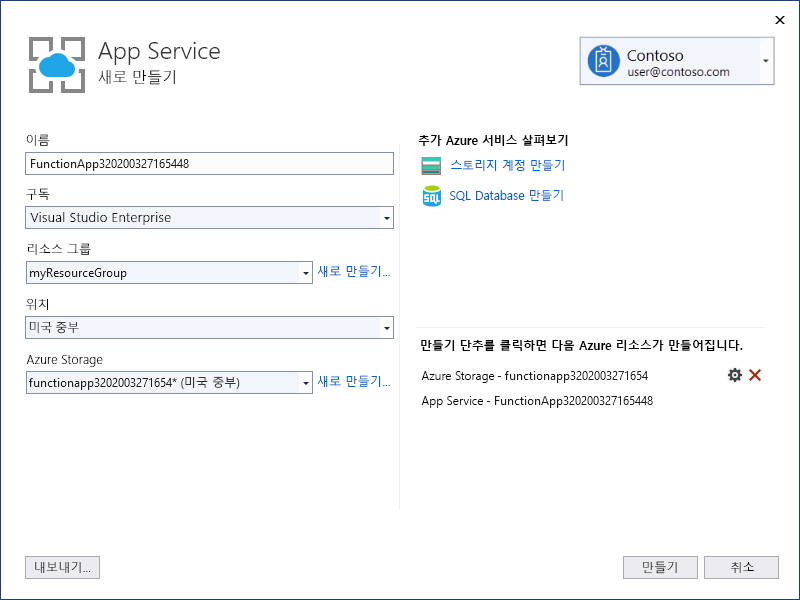 App Service
새로 만들기
Contoso
user@contoso.com
이름
FunctionApp320200327165448
구독
Visual Studio Enterprise
리소스 그룹
myResourceGroup
새로 만들기...
위치
미국 중부
Azure Storage
functionapp3202003271654* (미국 중부)
새로 만들기...
추가 Azure 서비스 살펴보기
스토리지 계정 만들기
SQL
SQL Database 만들기
만들기 단추를 클릭하면 다음 Azure 리소스가 만들어집니다.
Azure Storage - functionapp3202003271654
App Service - FunctionApp320200327165448
내보내기...
만들기
취소